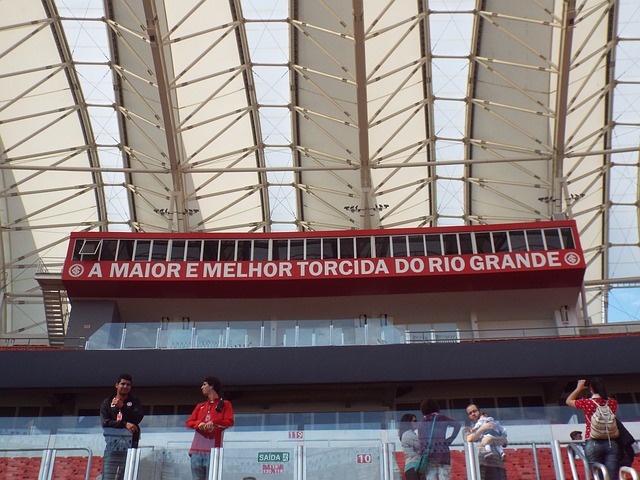 A MAIOR E MELHOR TORCIDA DO RIO GRANDE
119
SAÍDA
10